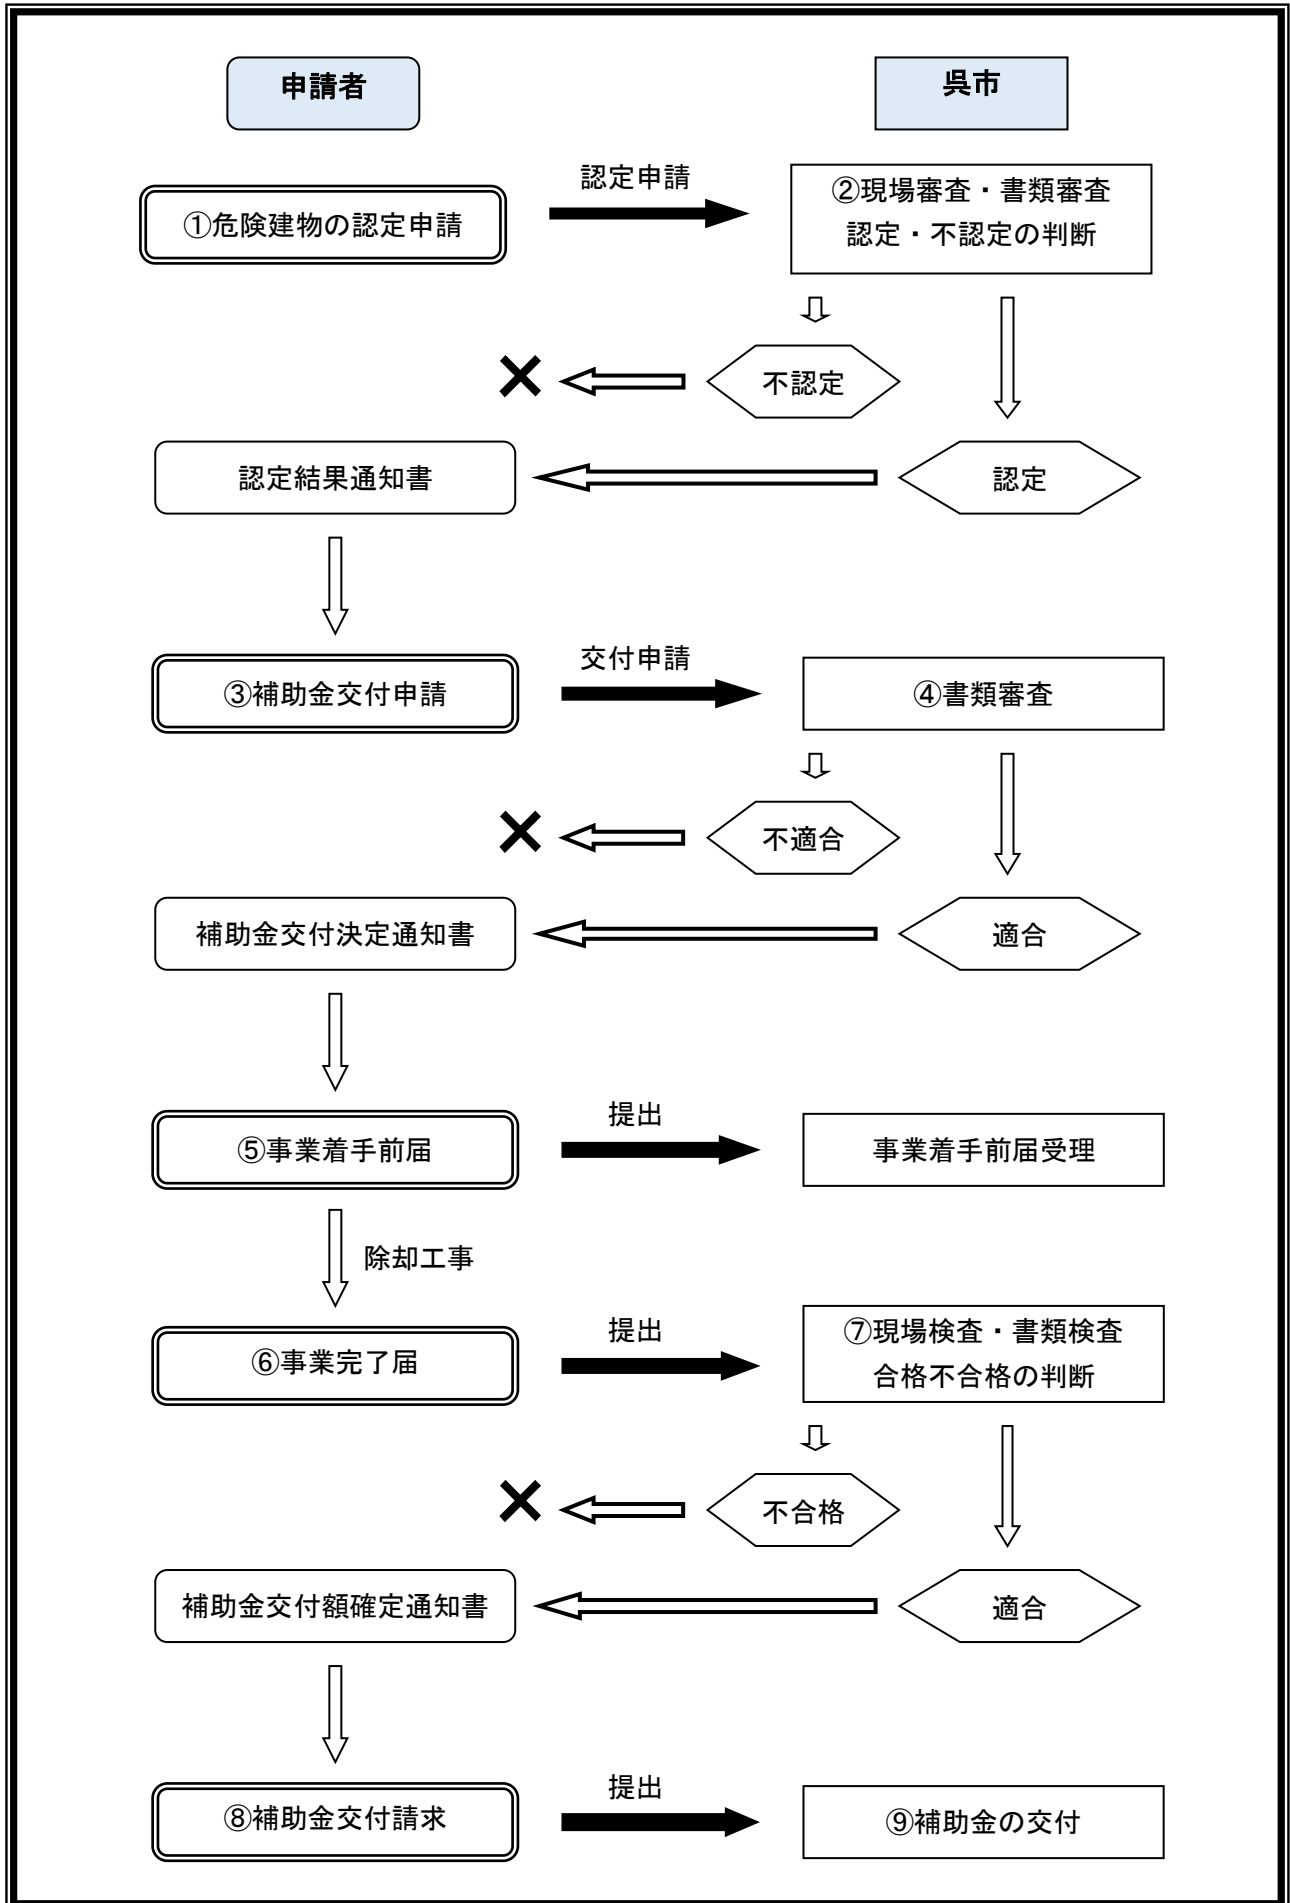 申請者
呉市
認定申請
①危険建物の認定申請
②現場審査・書類審査
認定・不認定の判断
不認定
認定結果通知書
認定
交付申請
③補助金交付申請
④書類審査
不適合
補助金交付決定通知書
適合
提出
⑤事業着手前届
事業着手前届受理
除却工事
提出
⑥事業完了届
⑦現場検査・書類検査
合格不合格の判断
不合格
補助金交付額確定通知書
適合
提出
⑧補助金交付請求
⑨補助金の交付